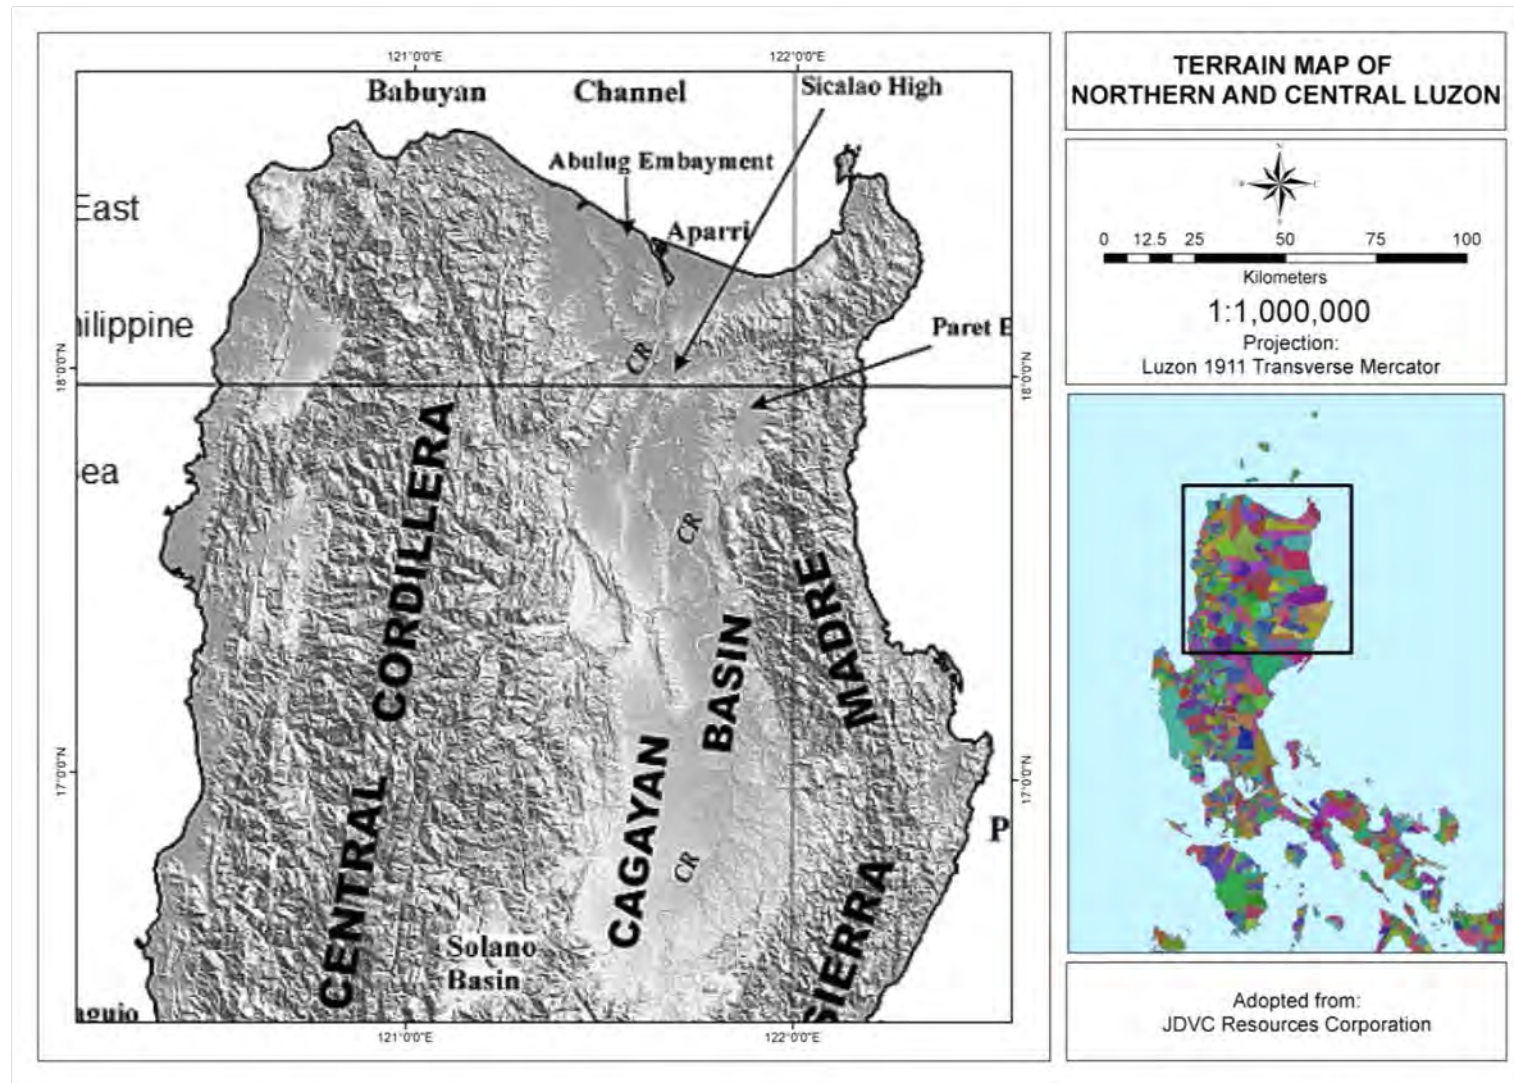 121°0'0"E
122°0'0"E
Babuyan Channel
Sicalao High
Abulug Embayment
East
Aparri
hilippine
Paret E
CR
18°0'0"N
18°0'0"N
Sea
CENTRAL CORDILLERA
CR
SIERRA MADRE
CAGAYAN BASIN
17°0'0"N
17°0'0"N
P
CR
Solano
Basin
aguio
121°0'0"E
122°0'0"E
TERRAIN MAP OF
NORTHERN AND CENTRAL LUZON
0 12.5 25 50 75 100
Kilometers
1:1,000,000
Projection:
Luzon 1911 Transverse Mercator
Adopted from:
JDVC Resources Corporation